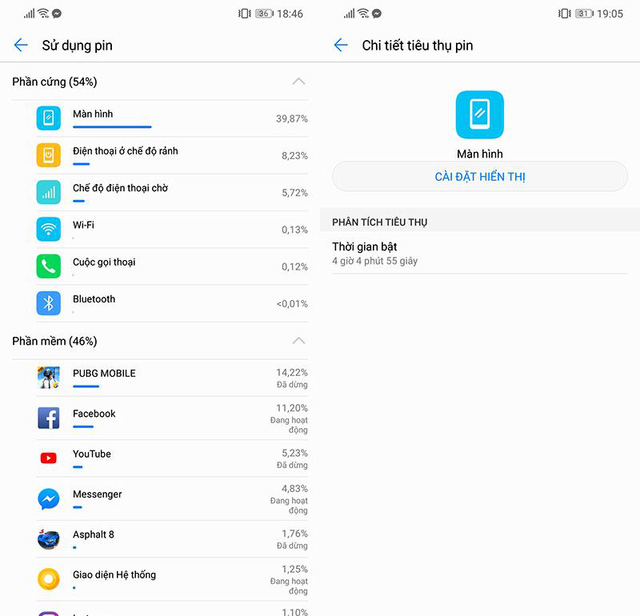 36 18:46
Sử dụng pin
Phần cứng (54%)
Màn hình
39,87%
Điện thoại ở chế độ rảnh
8,23%
Chế độ điện thoại chờ
5,72%
Wi-Fi
0,13%
Cuộc gọi thoại
0,12%
Bluetooth
<0,01%
Phần mềm (46%)
PUBG MOBILE
14,22%
Đã dừng
Facebook
11,20%
Đang hoạt
động
YouTube
5,23%
Đã dừng
Messenger
4,83%
Đang hoạt
động
Asphalt 8
1,76%
Đã dừng
Giao diện Hệ thống
1,25%
Đang hoạt
động
1,10%
31 19:05
Chi tiết tiêu thụ pin
Màn hình
CÀI ĐẶT HIỂN THỊ
PHÂN TÍCH TIÊU THỤ
Thời gian bật
4 giờ 4 phút 55 giây